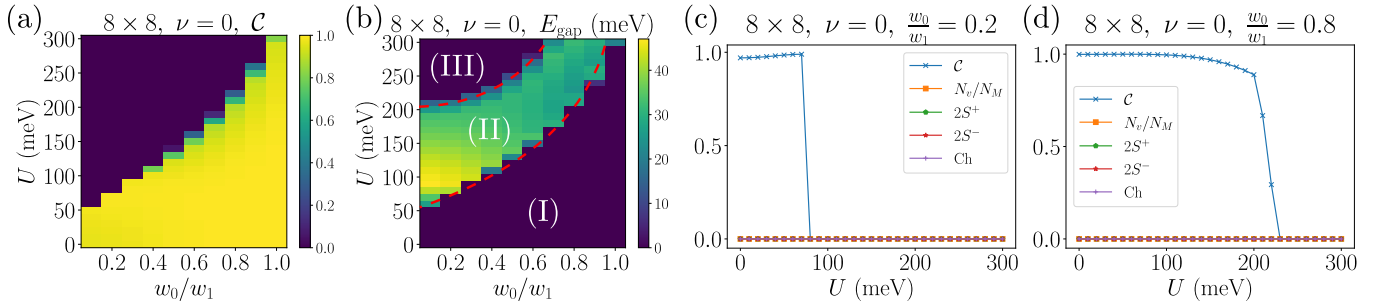 (a)
8 × 8, ν = 0, 𝒞
U (meV)
300
250
200
150
100
50
0
0.2 0.4 0.6 0.8 1.0
w₀/w₁
1.0
0.8
0.6
0.4
0.2
0.0
(b)
8 × 8, ν = 0, E_gap (meV)
U (meV)
300
250
200
150
100
50
0
(III)
(II)
(I)
0.2 0.4 0.6 0.8 1.0
w₀/w₁
40
30
20
10
0
(c)
8 × 8, ν = 0, w₀/w₁ = 0.2
1.0
0.5
0.0
𝒞
N_v/N_M
2S⁺
2S⁻
Ch
0 100 200 300
U (meV)
(d)
8 × 8, ν = 0, w₀/w₁ = 0.8
1.0
0.5
0.0
𝒞
N_v/N_M
2S⁺
2S⁻
Ch
0 100 200 300
U (meV)